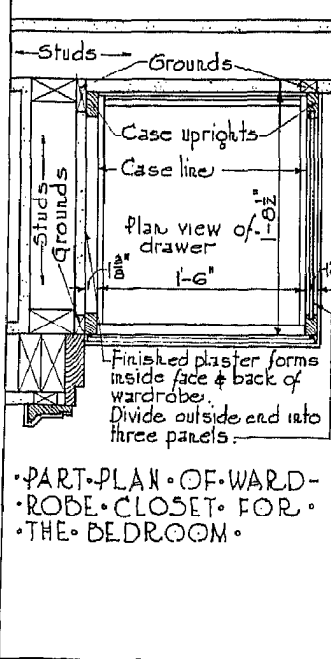 Studs
Grounds
Case uprights
Case line
Studs
Grounds
Plan view of
drawer
1'-8½"
1⅜"
1'-6"
Finished plaster forms
inside face & back of
wardrobe.
Divide outside end into
three panels.
·PART·PLAN·OF·WARD-
·ROBE·CLOSET·FOR·
·THE·BEDROOM·